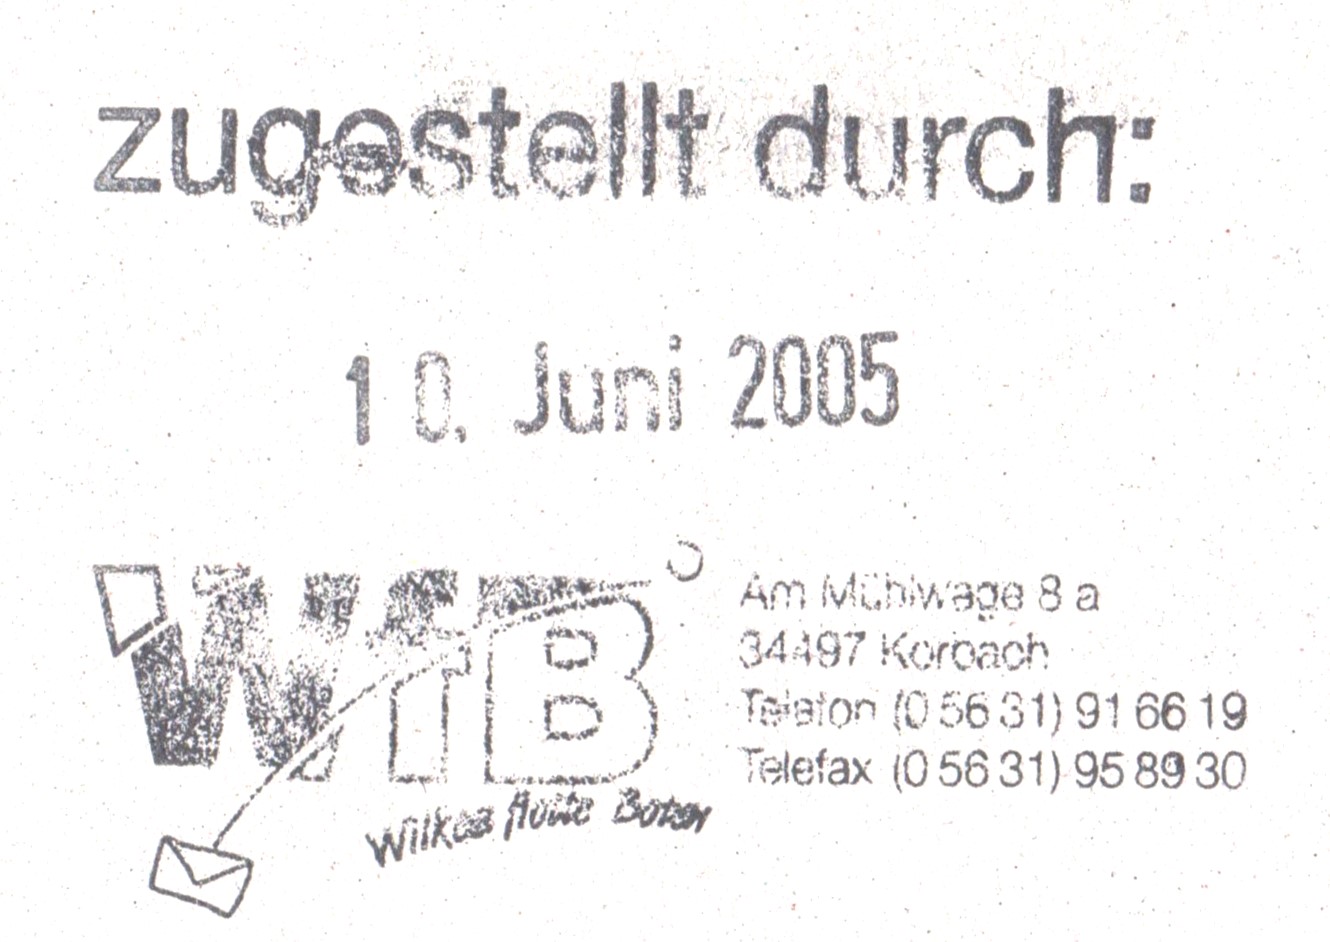 zugestellt durch:
10. Juni 2005
WfB
Am Mühlwege 8 a
34497 Korbach
Telefon (0 56 31) 91 66 19
Telefax (0 56 31) 95 89 30
Wilkes flotte Boten